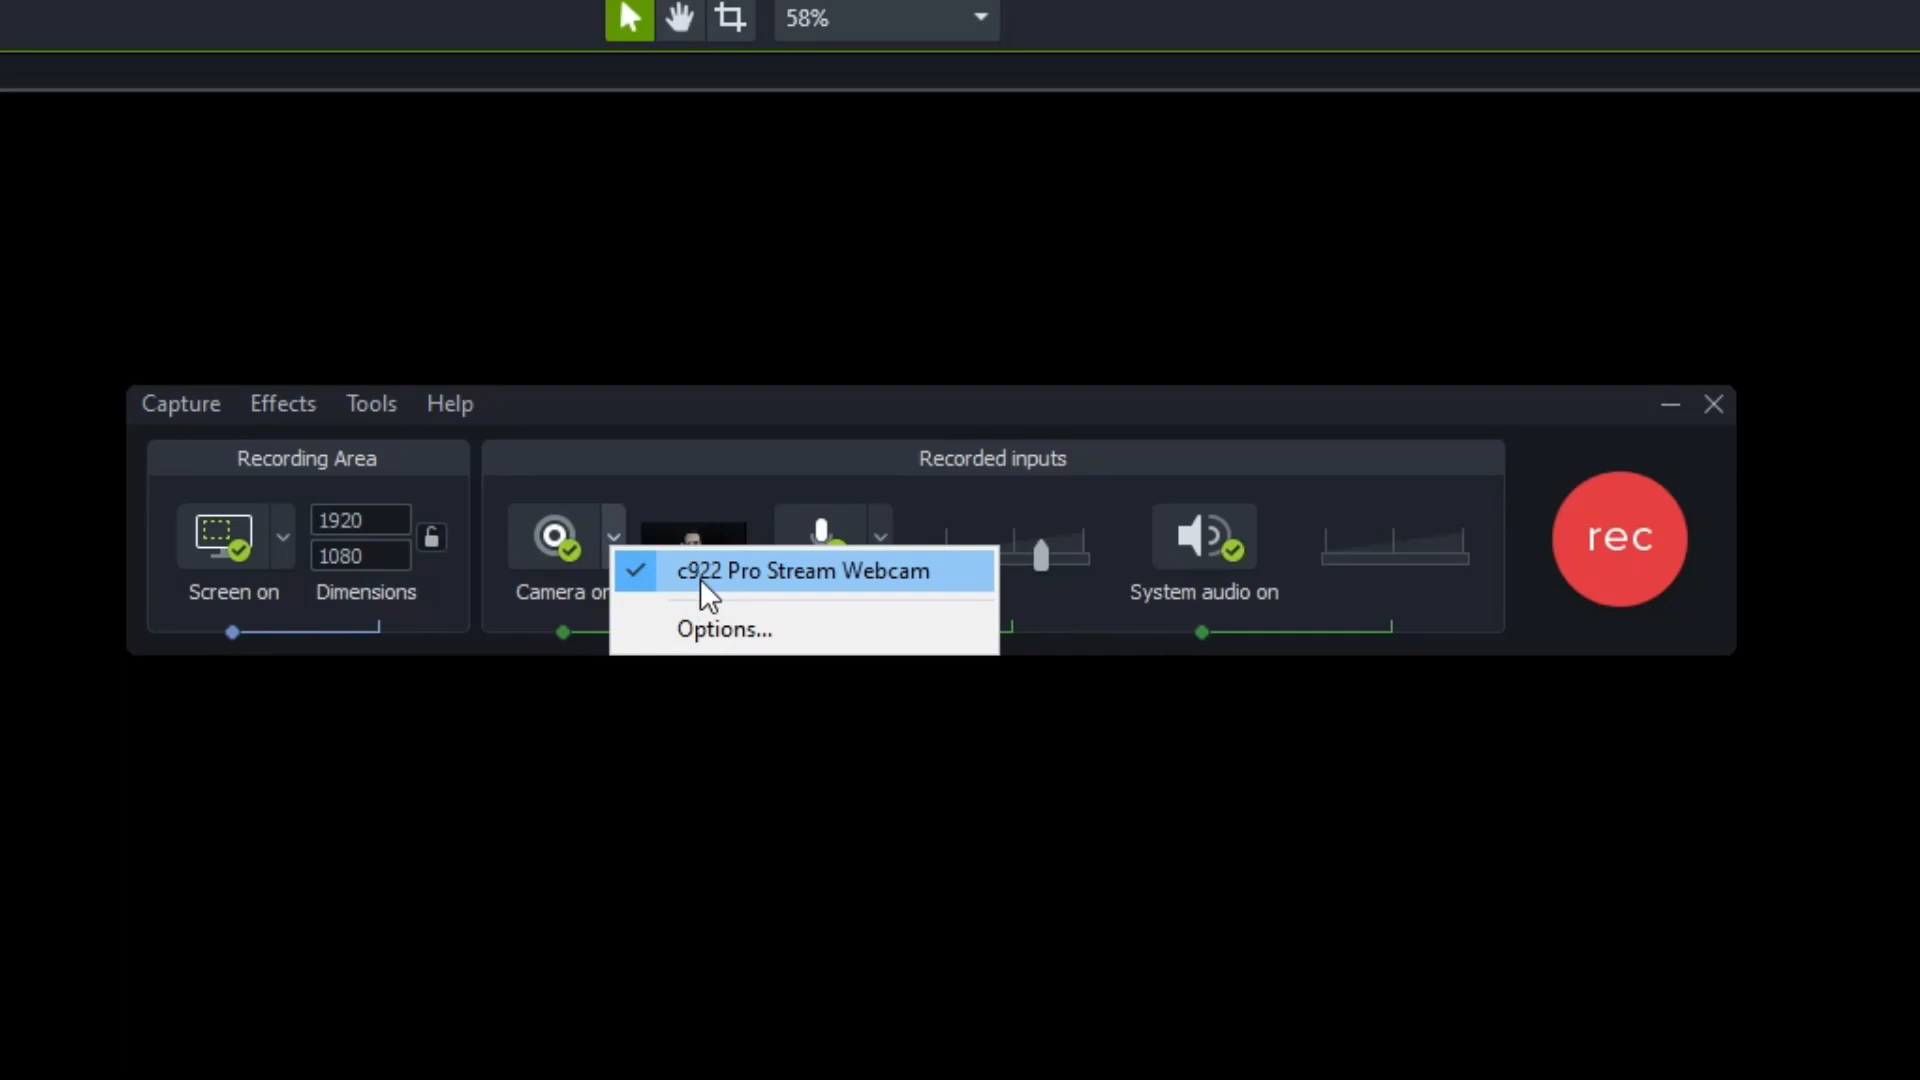 58%
Capture Effects Tools Help
Recording Area
Recorded inputs
1920
1080
rec
c922 Pro Stream Webcam
Screen on
Dimensions
Camera
System audio on
Options...